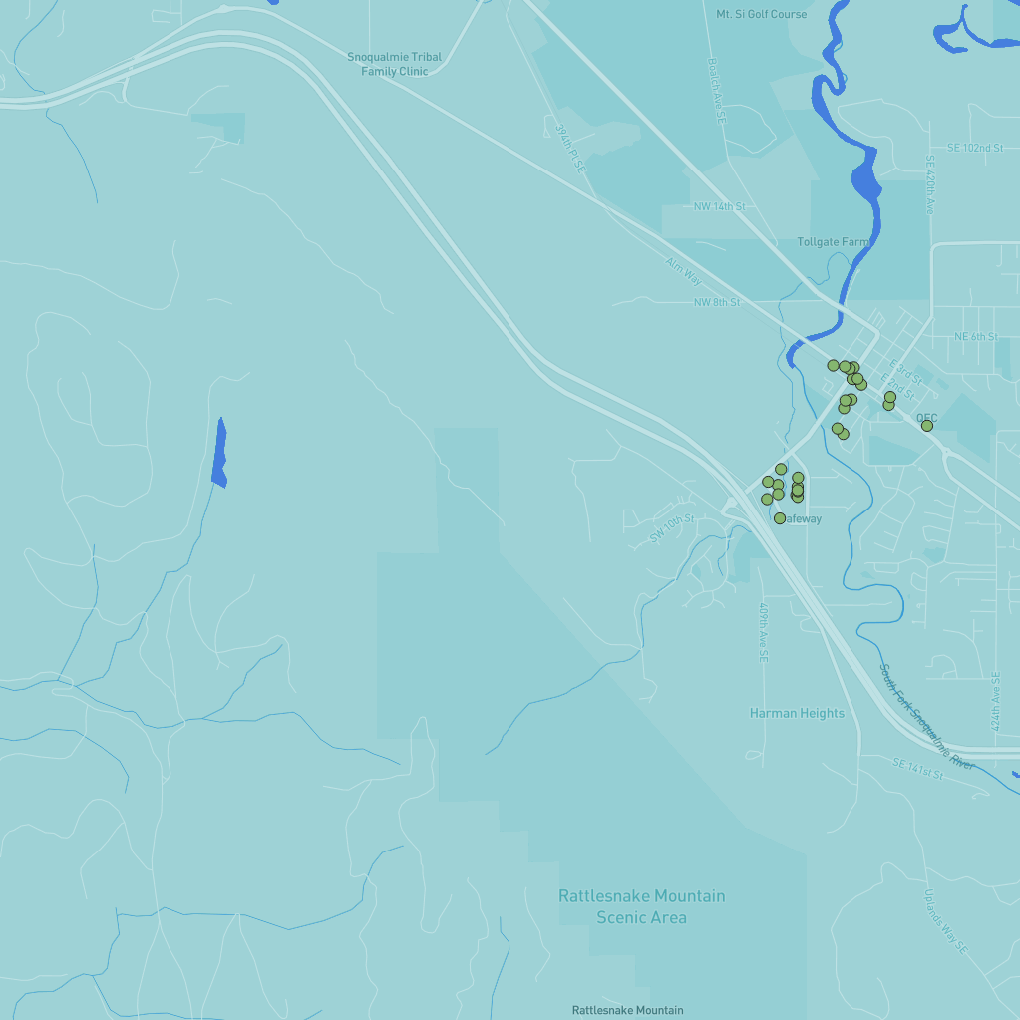 Mt. Si Golf Course
Snoqualmie Tribal
Family Clinic
Boalch Ave SE
394th Pl SE
SE 102nd St
SE 420th Ave
NW 14th St
Tollgate Farm
Alm Way
NW 8th St
NE 6th St
E 3rd St
E 2nd St
QFC
SW 10th St
afeway
409th Ave SE
South Fork Snoqualmie River
424th Ave SE
Harman Heights
SE 141st St
Rattlesnake Mountain
Scenic Area
Uplands Way SE
Rattlesnake Mountain